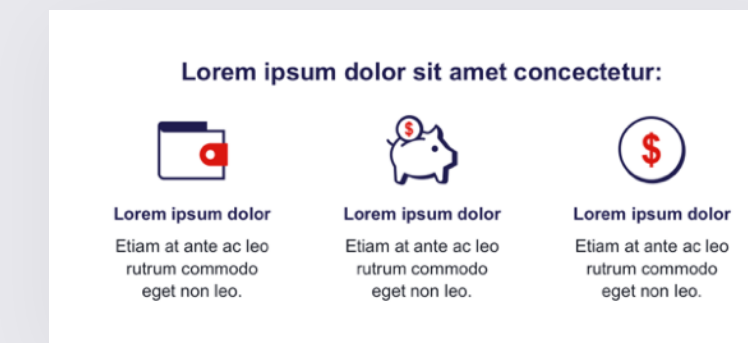 Lorem ipsum dolor sit amet concectetur:
$
$
Lorem ipsum dolor
Etiam at ante ac leo
rutrum commodo
eget non leo.
Lorem ipsum dolor
Etiam at ante ac leo
rutrum commodo
eget non leo.
Lorem ipsum dolor
Etiam at ante ac leo
rutrum commodo
eget non leo.